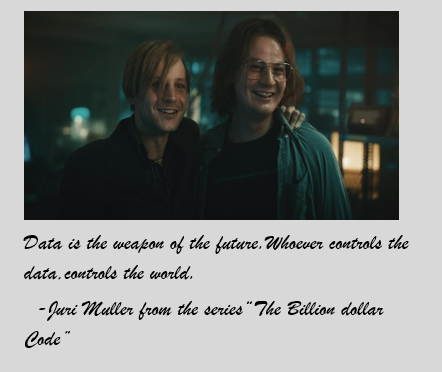 Data is the weapon of the future.Whoever controls the
data,controls the world.
-Juri Muller from the series"The Billion dollar
Code"